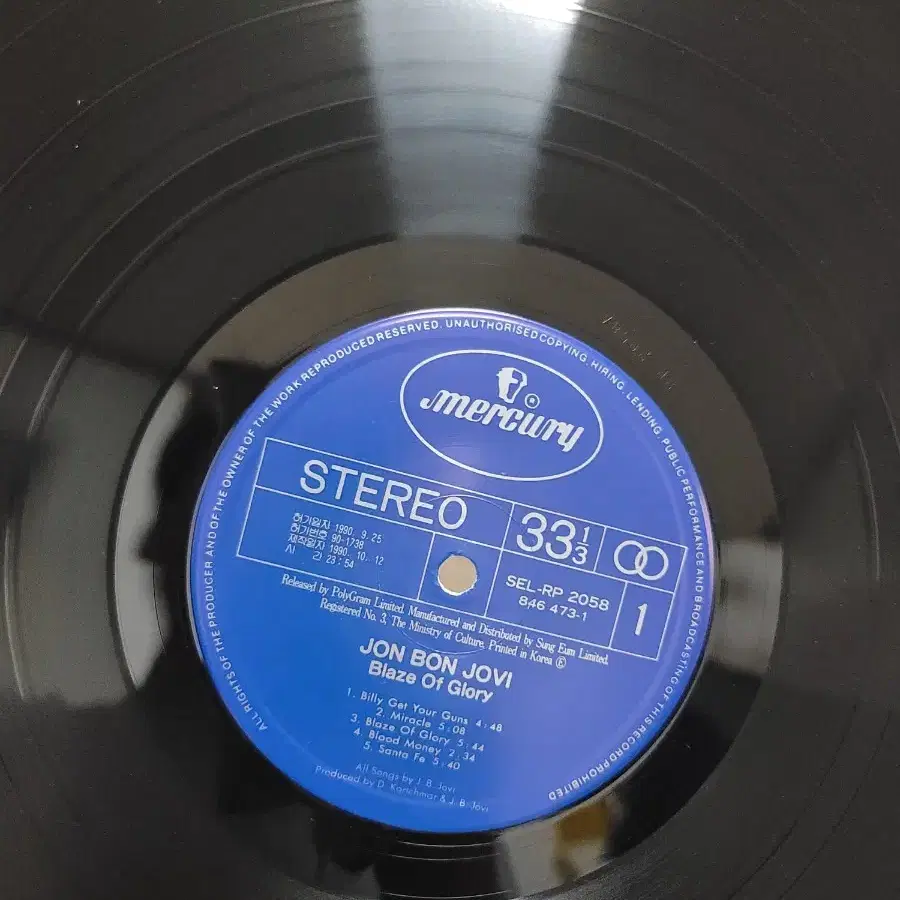 ALL RIGHTS OF THE PRODUCER AND OF THE OWNER OF THE WORK REPRODUCED RESERVED. UNAUTHORISED COPYING, HIRING, LENDING, PUBLIC PERFORMANCE AND BROADCASTING OF THIS RECORD PROHIBITED
mercury
STEREO
33 1/3
허가일자 1990. 9. 25
허가번호 90-1738
제작일자 1990. 10. 12
시 간 23:54
SEL-RP 2058
846 473-1
1
Released by PolyGram Limited. Manufactured and Distributed by Sung Eum Limited.
Registered No. 3, The Ministry of Culture. Printed in Korea Ⓔ
JON BON JOVI
Blaze Of Glory
1. Billy Get Your Guns 4:48
2. Miracle 5:08
3. Blaze Of Glory 5:44
4. Blood Money 2:34
5. Santa Fe 5:40
All Songs by J. B. Jovi
Produced by D. Kortchmar & J. B. Jovi